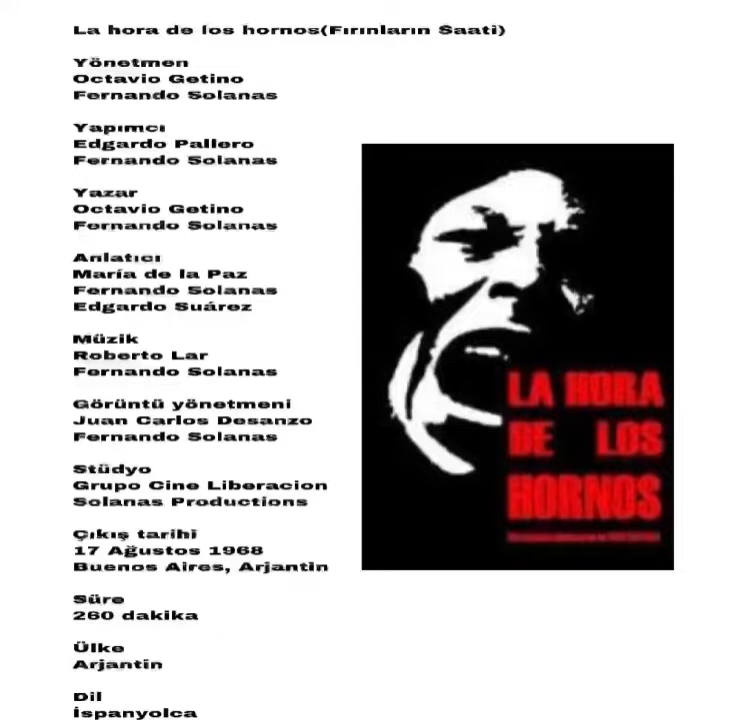 La hora de los hornos(Fırınların Saati)
Yönetmen
Octavio Getino
Fernando Solanas
Yapımcı
Edgardo Pallero
Fernando Solanas
Yazar
Octavio Getino
Fernando Solanas
Anlatıcı
María de la Paz
Fernando Solanas
Edgardo Suárez
Müzik
Roberto Lar
Fernando Solanas
Görüntü yönetmeni
Juan Carlos Desanzo
Fernando Solanas
Stüdyo
Grupo Cine Liberacion
Solanas Productions
Çıkış tarihi
17 Ağustos 1968
Buenos Aires, Arjantin
Süre
260 dakika
Ülke
Arjantin
Dil
İspanyolca
LA HORA
DE LOS
HORNOS